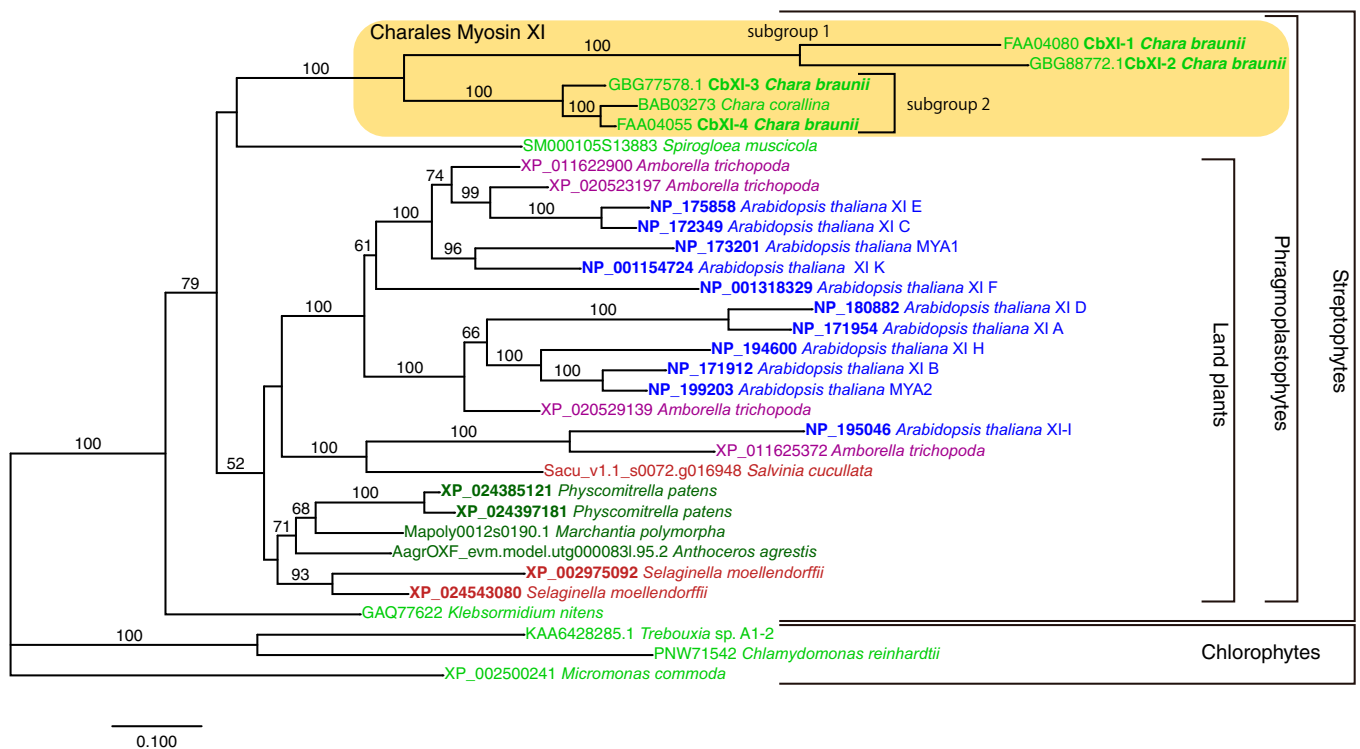 Charales Myosin XI
subgroup 1
100
FAA04080 CbXI-1 Chara braunii
GBG88772.1CbXI-2 Chara braunii
100
100
GBG77578.1 CbXI-3 Chara braunii
100
BAB03273 Chara corallina
subgroup 2
FAA04055 CbXI-4 Chara braunii
SM000105S13883 Spirogloea muscicola
XP_011622900 Amborella trichopoda
74
XP_020523197 Amborella trichopoda
99
100
NP_175858 Arabidopsis thaliana XI E
100
NP_172349 Arabidopsis thaliana XI C
61
96
NP_173201 Arabidopsis thaliana MYA1
NP_001154724 Arabidopsis thaliana XI K
79
NP_001318329 Arabidopsis thaliana XI F
100
100
NP_180882 Arabidopsis thaliana XI D
NP_171954 Arabidopsis thaliana XI A
66
NP_194600 Arabidopsis thaliana XI H
100
100
100
NP_171912 Arabidopsis thaliana XI B
NP_199203 Arabidopsis thaliana MYA2
XP_020529139 Amborella trichopoda
100
100
NP_195046 Arabidopsis thaliana XI-I
100
XP_011625372 Amborella trichopoda
52
Sacu_v1.1_s0072.g016948 Salvinia cucullata
100
XP_024385121 Physcomitrella patens
68
XP_024397181 Physcomitrella patens
71
Mapoly0012s0190.1 Marchantia polymorpha
AagrOXF_evm.model.utg000083l.95.2 Anthoceros agrestis
93
XP_002975092 Selaginella moellendorffii
XP_024543080 Selaginella moellendorffii
GAQ77622 Klebsormidium nitens
100
KAA6428285.1 Trebouxia sp. A1-2
PNW71542 Chlamydomonas reinhardtii
XP_002500241 Micromonas commoda
Land plants
Phragmoplastophytes
Streptophytes
Chlorophytes
0.100